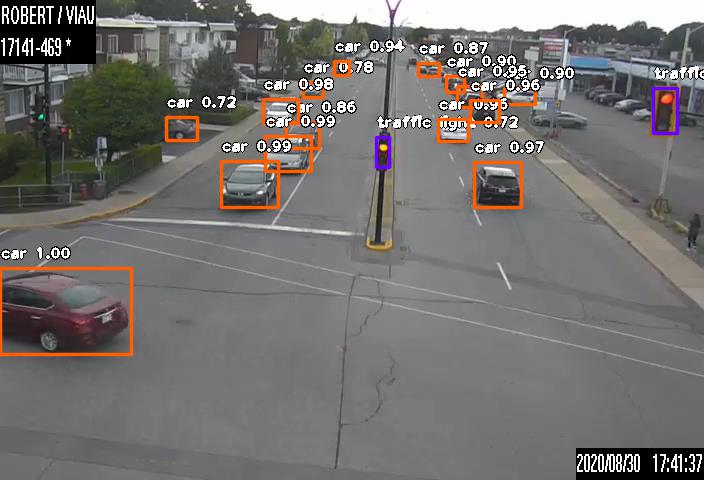 ROBERT / VIAU
17141-469 *
car 0.94
car 0.87
car 0.78
car 0.90
car 0.95
car 0.90
car 0.98
car 0.96
traffic
car 0.72
car 0.86
car 0.96
car 0.99
traffic light 0.72
car 0.99
car 0.97
car 1.00
2020/08/30 17:41:37